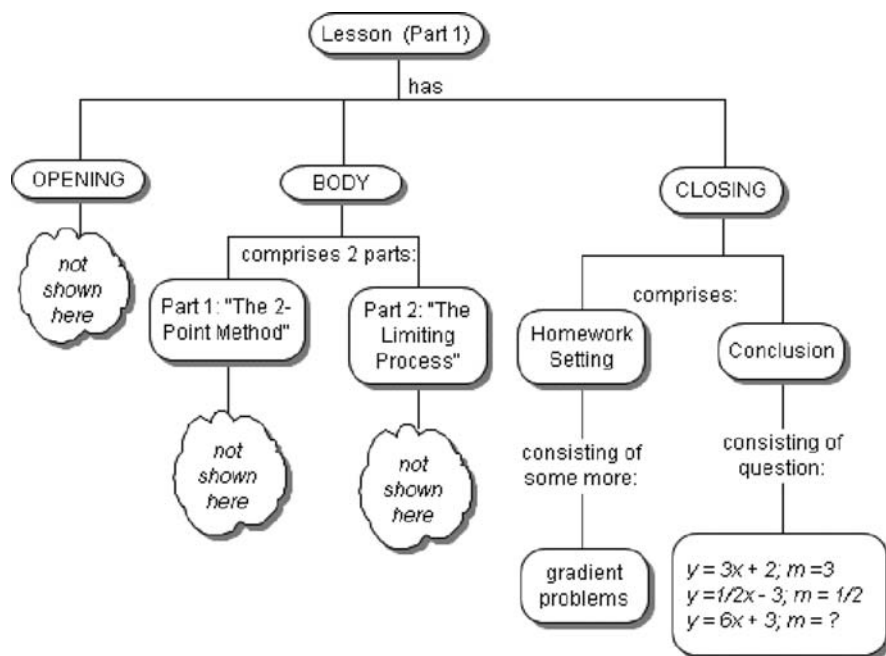 Lesson (Part 1)
has
OPENING
BODY
CLOSING
not
shown
here
comprises 2 parts:
Part 1: "The 2-
Point Method"
Part 2: "The
Limiting
Process"
not
shown
here
not
shown
here
comprises:
Homework
Setting
Conclusion
consisting of
some more:
consisting of
question:
gradient
problems
y = 3x + 2; m =3
y =1/2x - 3; m = 1/2
y = 6x + 3; m = ?